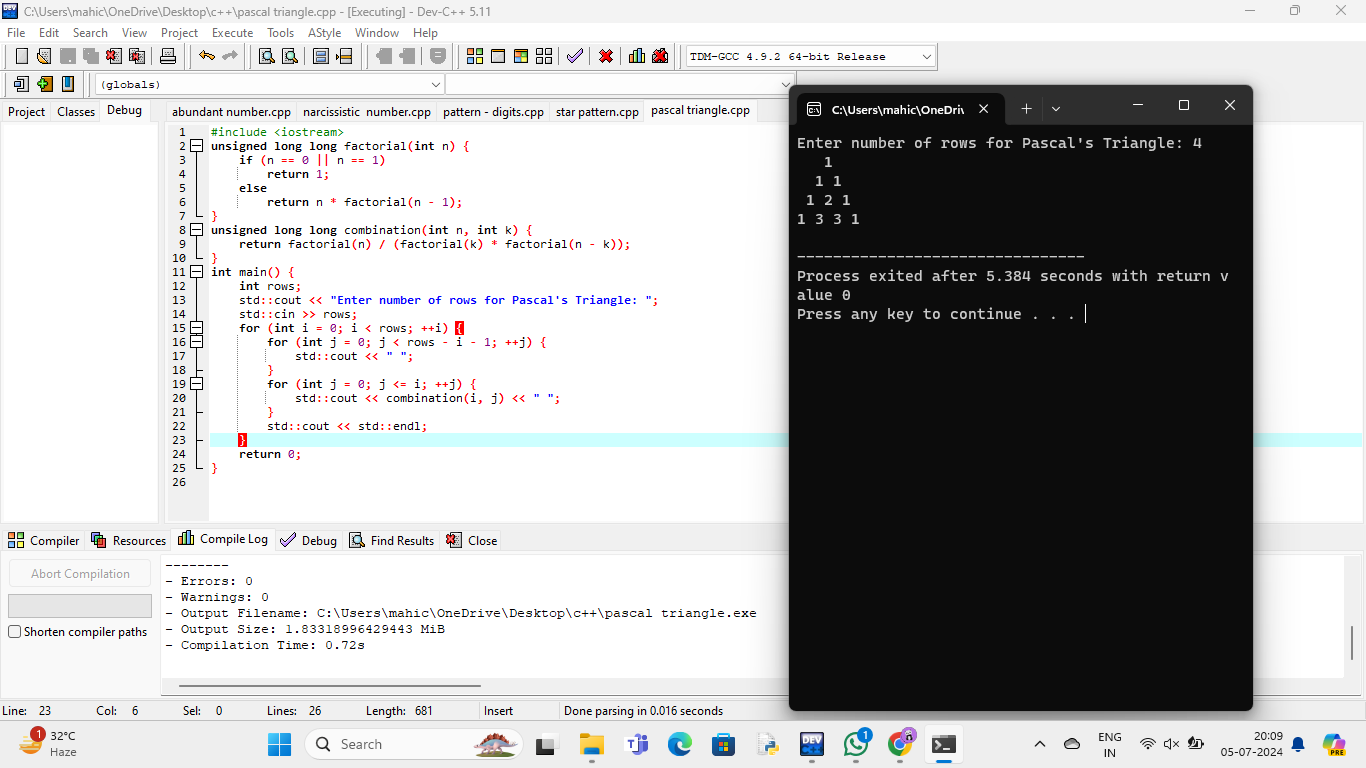 C:\Users\mahic\OneDrive\Desktop\c++\pascal triangle.cpp - [Executing] - Dev-C++ 5.11
File Edit Search View Project Execute Tools AStyle Window Help
TDM-GCC 4.9.2 64-bit Release
(globals)
Project Classes Debug
abundant number.cpp narcissistic number.cpp pattern - digits.cpp star pattern.cpp pascal triangle.cpp
1 #include <iostream>
2 unsigned long long factorial(int n) {
3 if (n == 0 || n == 1)
4 return 1;
5 else
6 return n * factorial(n - 1);
7 }
8 unsigned long long combination(int n, int k) {
9 return factorial(n) / (factorial(k) * factorial(n - k));
10 }
11 int main() {
12 int rows;
13 std::cout << "Enter number of rows for Pascal's Triangle: ";
14 std::cin >> rows;
15 for (int i = 0; i < rows; ++i) {
16 for (int j = 0; j < rows - i - 1; ++j) {
17 std::cout << " ";
18 }
19 for (int j = 0; j <= i; ++j) {
20 std::cout << combination(i, j) << " ";
21 }
22 std::cout << std::endl;
23 }
24 return 0;
25 }
26
C:\Users\mahic\OneDri
Enter number of rows for Pascal's Triangle: 4
1
1 1
1 2 1
1 3 3 1
--------------------------------
Process exited after 5.384 seconds with return v
alue 0
Press any key to continue . . .
Compiler Resources Compile Log Debug Find Results Close
Abort Compilation
Shorten compiler paths
--------
- Errors: 0
- Warnings: 0
- Output Filename: C:\Users\mahic\OneDrive\Desktop\c++\pascal triangle.exe
- Output Size: 1.83318996429443 MiB
- Compilation Time: 0.72s
Line: 23 Col: 6 Sel: 0 Lines: 26 Length: 681 Insert Done parsing in 0.016 seconds
1
32°C
Haze
Search
DEV
1
ENG
IN
20:09
05-07-2024
PRE